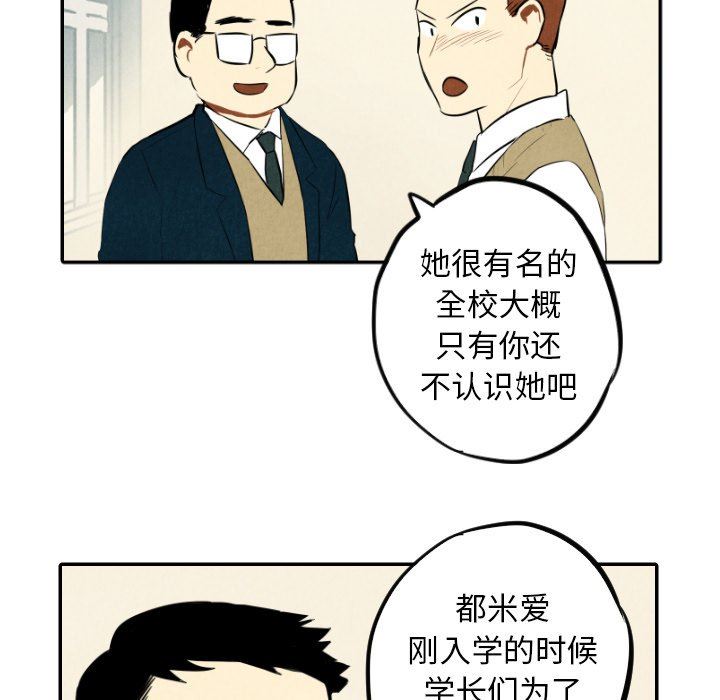 她很有名的
全校大概
只有你还
不认识她吧
都米爱
刚入学的时候
学长们为了